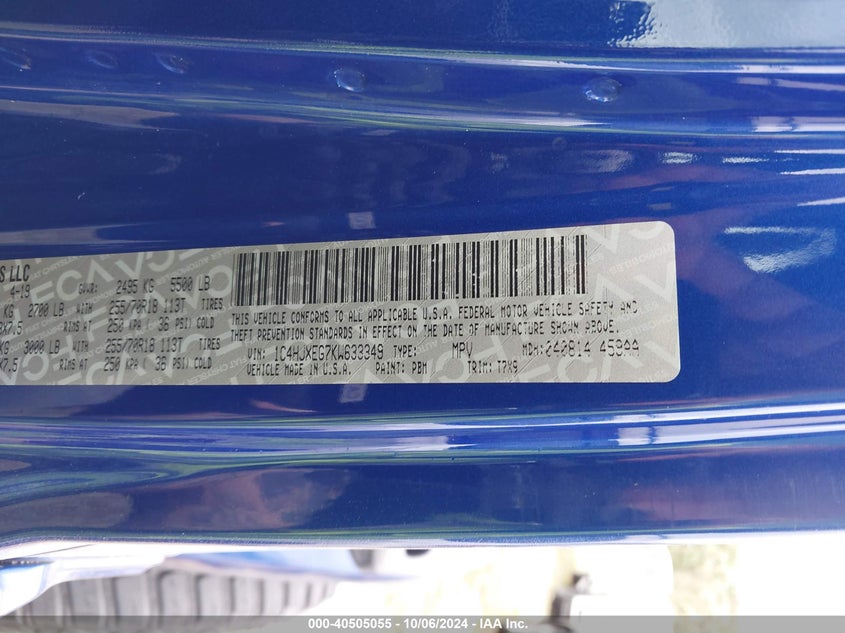 S LLC
4-19 GVWR: 2495 KG 5500 LB
KG 2700 LB WITH 255/70R18 113T TIRES
8X7.5 RIMS AT 250 KPA( 36 PSI) COLD
KG 3000 LB WITH 255/70R18 113T TIRES
X7.5 RIMS AT 250 KPA( 36 PSI) COLD
THIS VEHICLE CONFORMS TO ALL APPLICABLE U.S.A. FEDERAL MOTOR VEHICLE SAFETY AND
THEFT PREVENTION STANDARDS IN EFFECT ON THE DATE OF MANUFACTURE SHOWN ABOVE.
VIN: 1C4HJXEG7KW633349 TYPE: MPV MDH:040814 459AA
VEHICLE MADE IN U.S.A. PAINT: PBM TRIM: T7X9
000-40505055 - 10/06/2024 - IAA Inc.